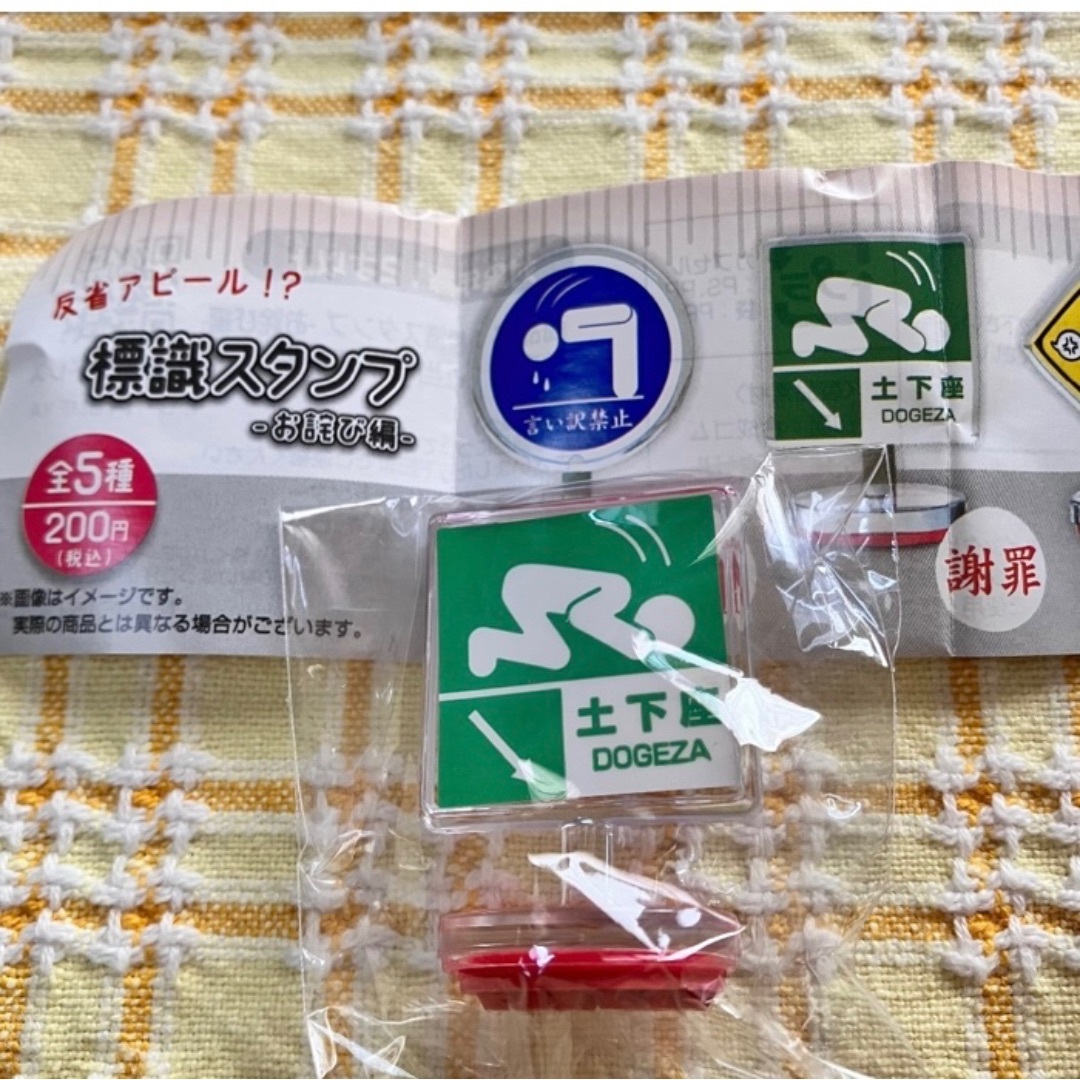 反省アピール!?
標識スタンプ
-お詫び編-
全5種
200円
(税込)
※画像はイメージです。
実際の商品とは異なる場合がございます。
言い訳禁止
土下座
DOGEZA
謝罪
土下座
DOGEZA